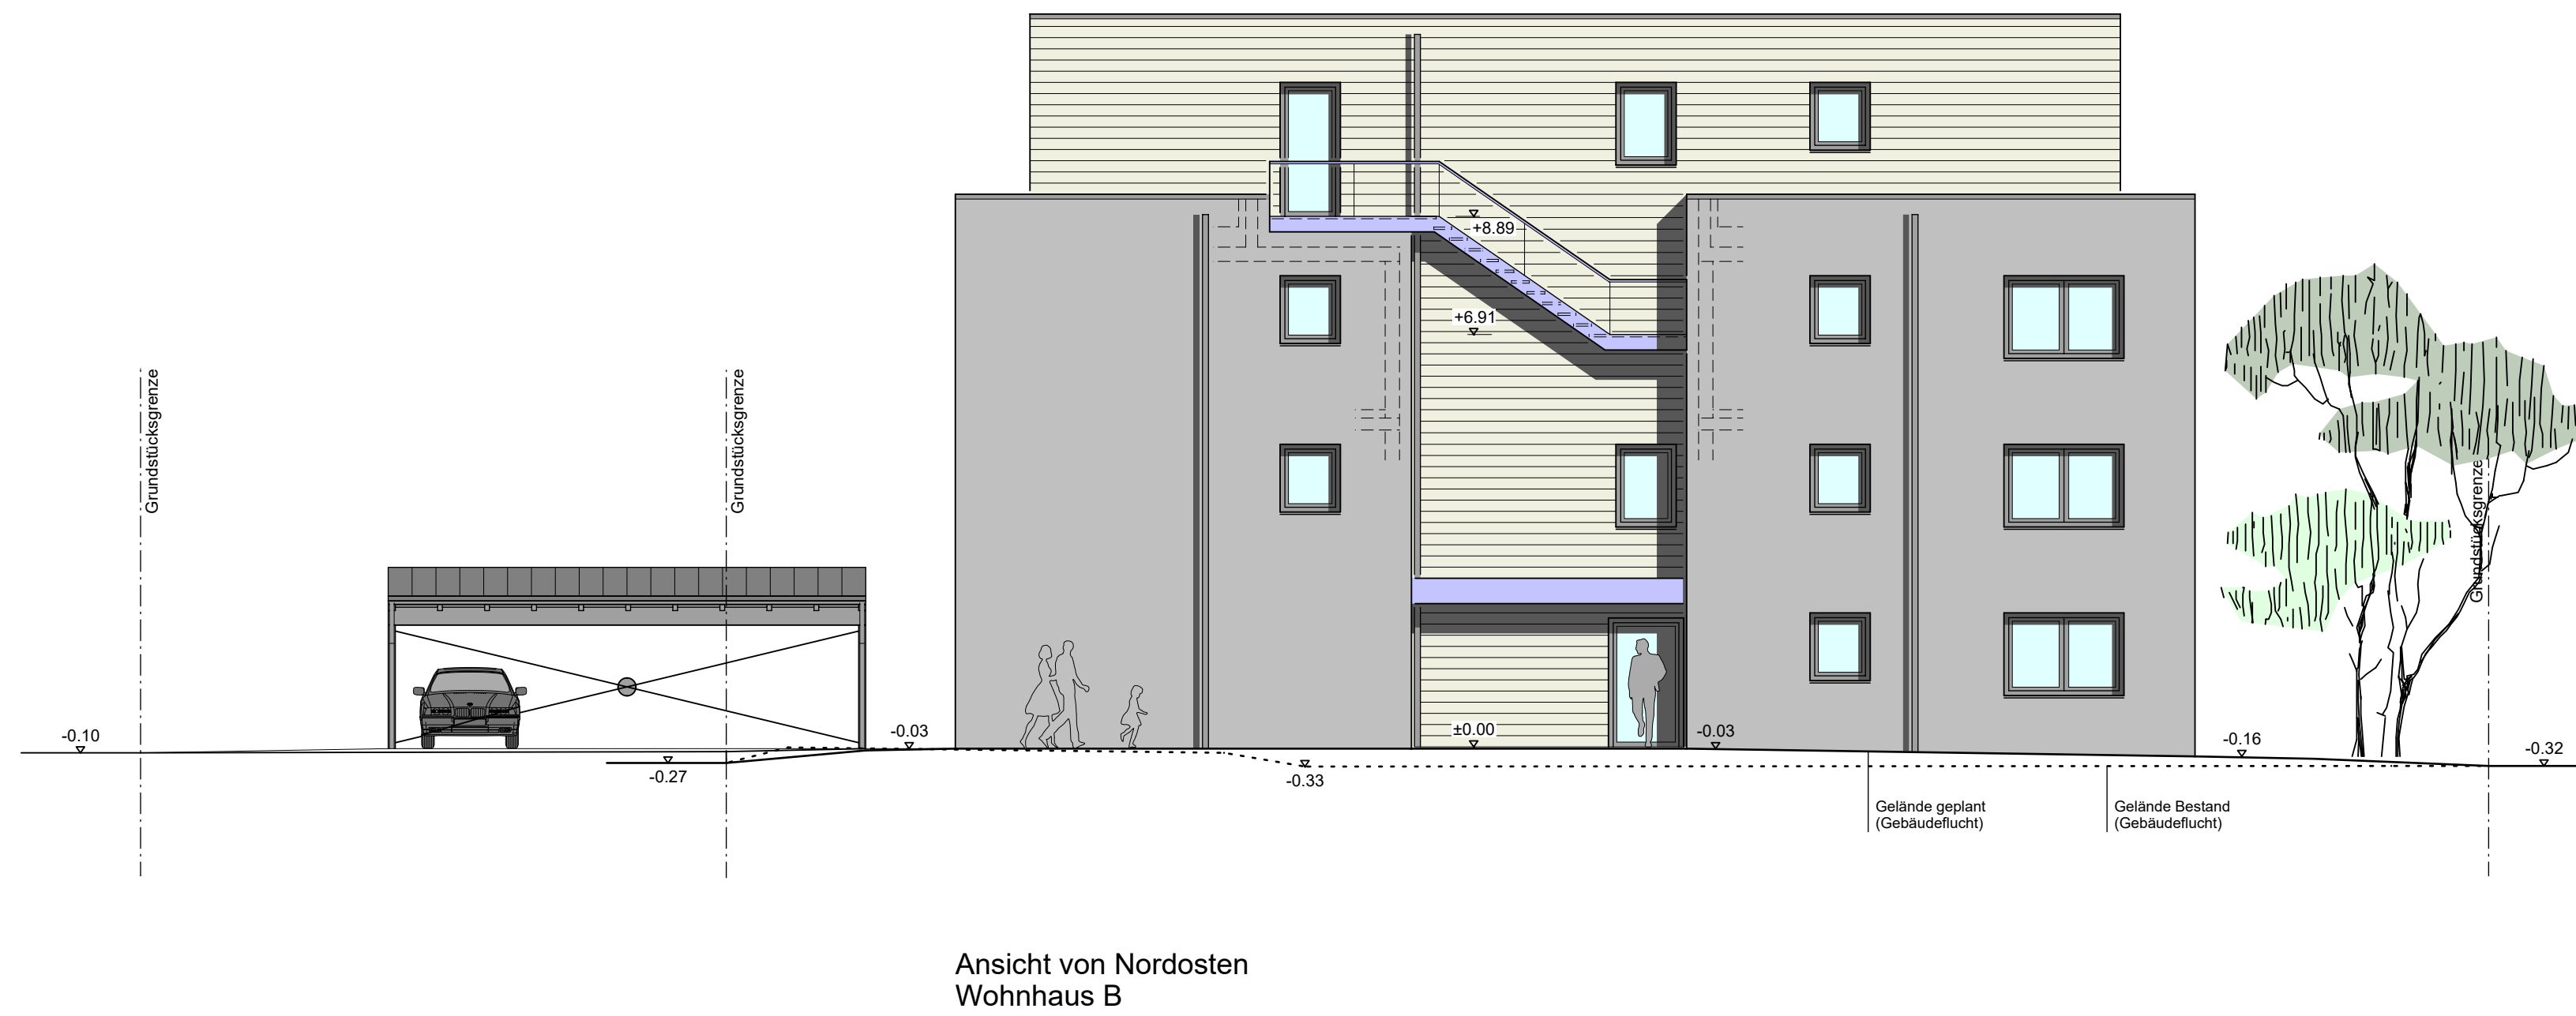 +8.89
+6.91
Grundstücksgrenze
Grundstücksgrenze
Grundstücksgrenze
-0.10
-0.03
±0.00
-0.03
-0.16
-0.32
-0.27
-0.33
Gelände geplant
(Gebäudeflucht)
Gelände Bestand
(Gebäudeflucht)
Ansicht von Nordosten
Wohnhaus B